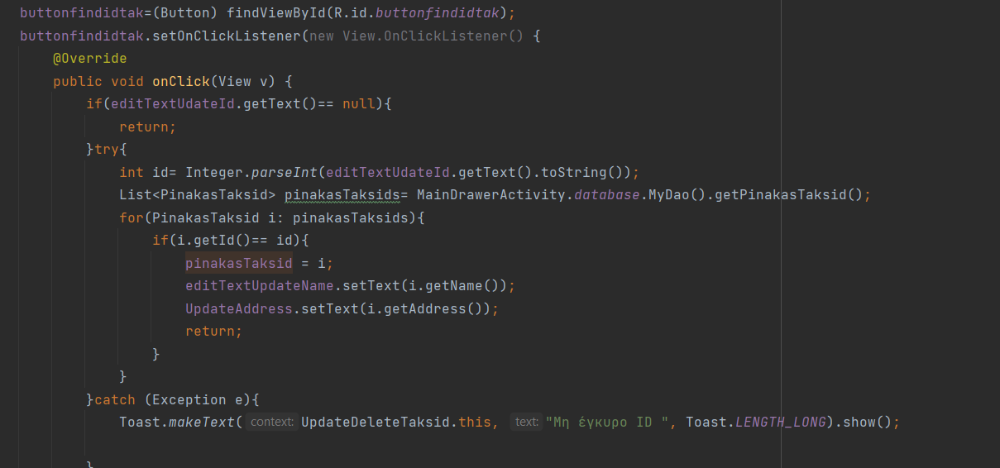 buttonfindidtak=(Button) findViewById(R.id.buttonfindidtak);
buttonfindidtak.setOnClickListener(new View.OnClickListener() {
@Override
public void onClick(View v) {
if(editTextUdateId.getText()== null){
return;
}try{
int id= Integer.parseInt(editTextUdateId.getText().toString());
List<PinakasTaksid> pinakasTaksids= MainDrawerActivity.database.MyDao().getPinakasTaksid();
for(PinakasTaksid i: pinakasTaksids){
if(i.getId()== id){
pinakasTaksid = i;
editTextUpdateName.setText(i.getName());
UpdateAddress.setText(i.getAddress());
return;
}
}
}catch (Exception e){
Toast.makeText( context: UpdateDeleteTaksid.this, text: "Μη έγκυρο ID ", Toast.LENGTH_LONG).show();
}